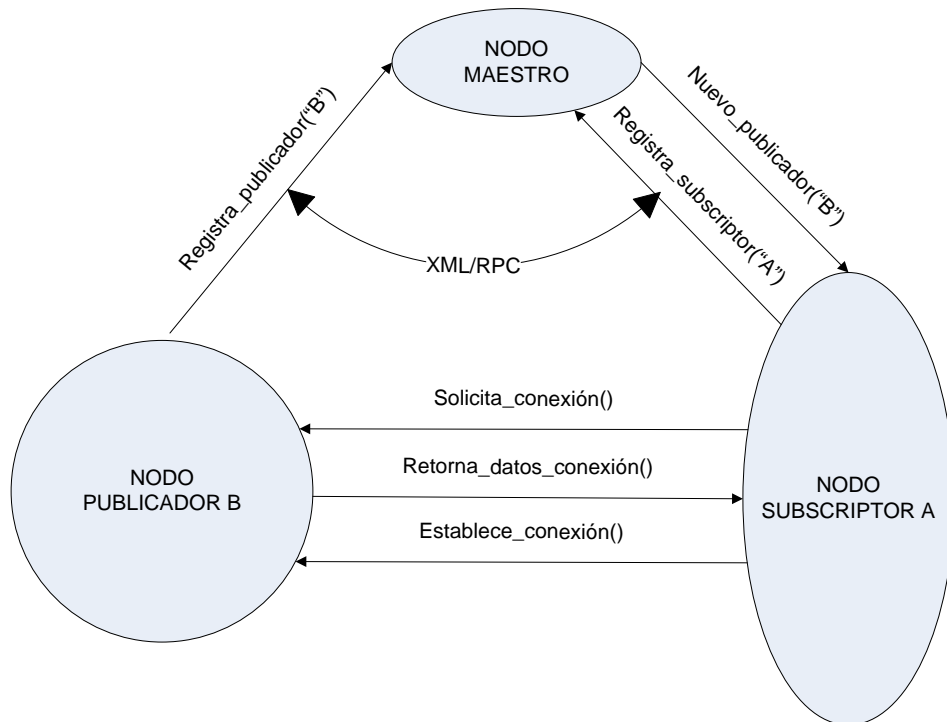 NODO
MAESTRO
Registra_publicador(“B”)
Nuevo_publicador(“B”)
Registra_subscriptor(“A”)
XML/RPC
Solicita_conexión()
Retorna_datos_conexión()
Establece_conexión()
NODO
PUBLICADOR B
NODO
SUBSCRIPTOR A